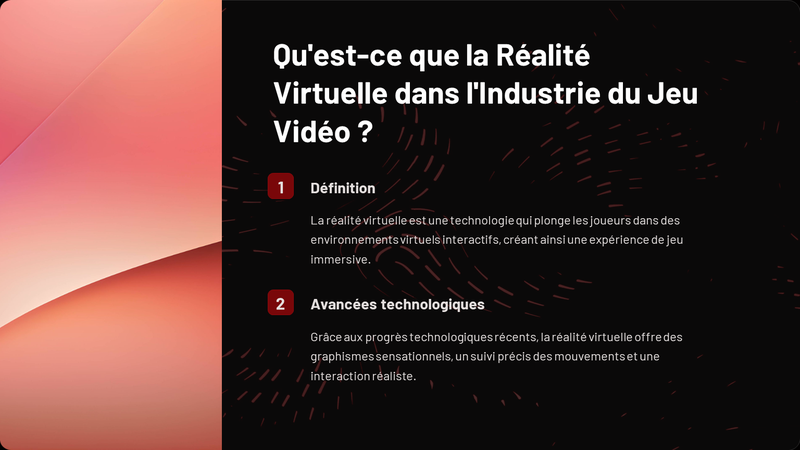 Qu'est-ce que la Réalité
Virtuelle dans l'Industrie du Jeu
Vidéo ?
1
Définition
La réalité virtuelle est une technologie qui plonge les joueurs dans des
environnements virtuels interactifs, créant ainsi une expérience de jeu
immersive.
2
Avancées technologiques
Grâce aux progrès technologiques récents, la réalité virtuelle offre des
graphismes sensationnels, un suivi précis des mouvements et une
interaction réaliste.